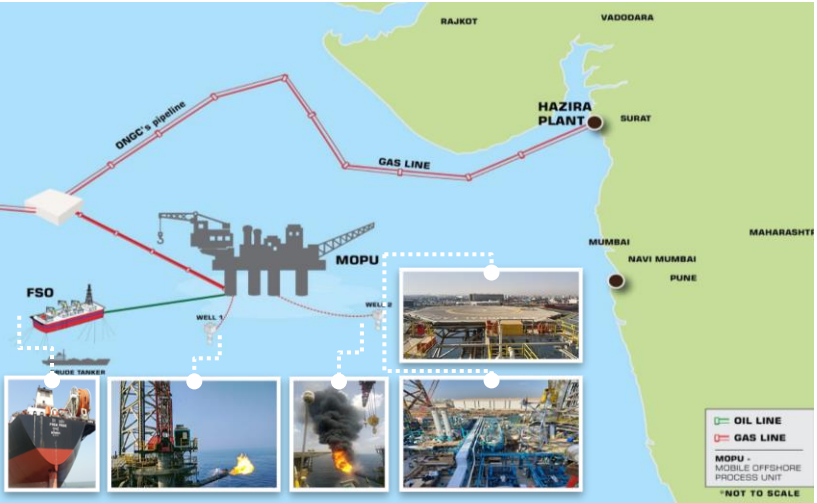 RAJKOT
VADODARA
HAZIRA
PLANT
SURAT
ONGC's pipeline
GAS LINE
MAHARASHTR
MUMBAI
NAVI MUMBAI
PUNE
MOPU
FSO
WELL 1
WELL 2
RUDE TANKER
OIL LINE
GAS LINE
MOPU -
MOBILE OFFSHORE
PROCESS UNIT
*NOT TO SCALE